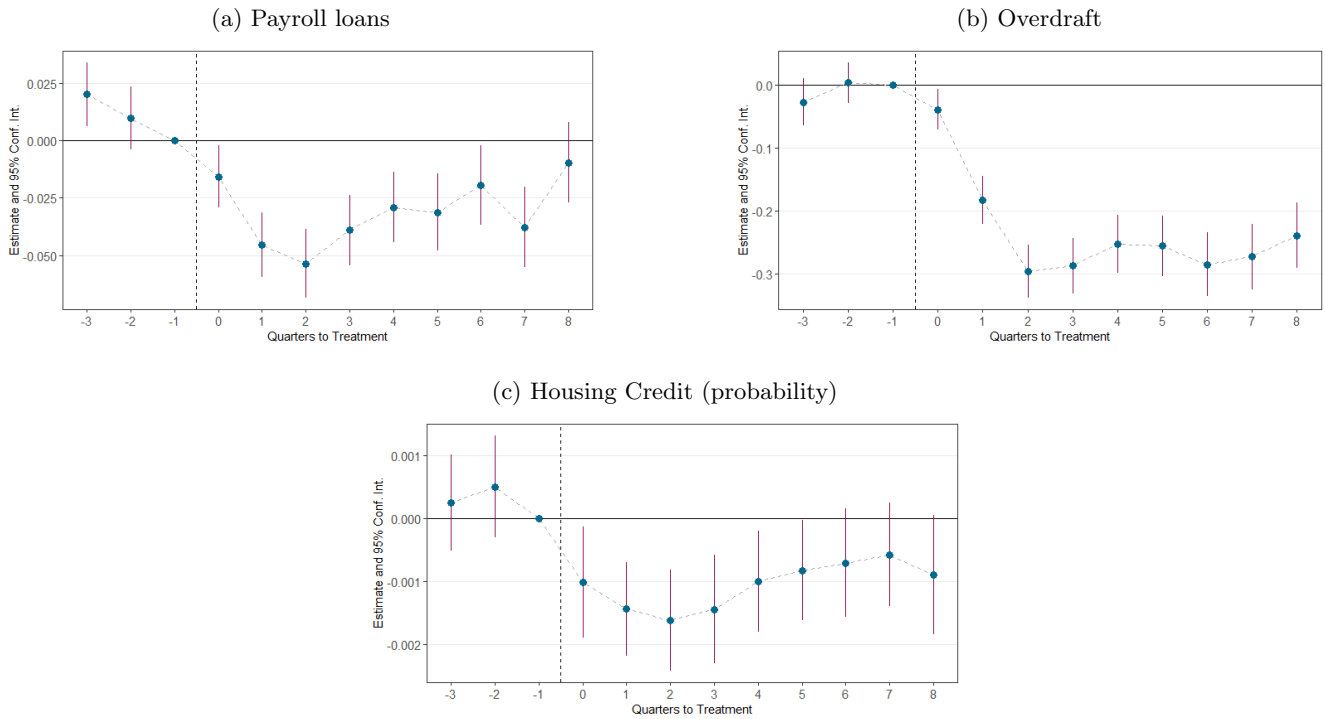 (a) Payroll loans
Estimate and 95% Conf. Int.
0.025
0.000
-0.025
-0.050
-3 -2 -1 0 1 2 3 4 5 6 7 8
Quarters to Treatment
(b) Overdraft
Estimate and 95% Conf. Int.
0.0
-0.1
-0.2
-0.3
-3 -2 -1 0 1 2 3 4 5 6 7 8
Quarters to Treatment
(c) Housing Credit (probability)
Estimate and 95% Conf. Int.
0.001
0.000
-0.001
-0.002
-3 -2 -1 0 1 2 3 4 5 6 7 8
Quarters to Treatment